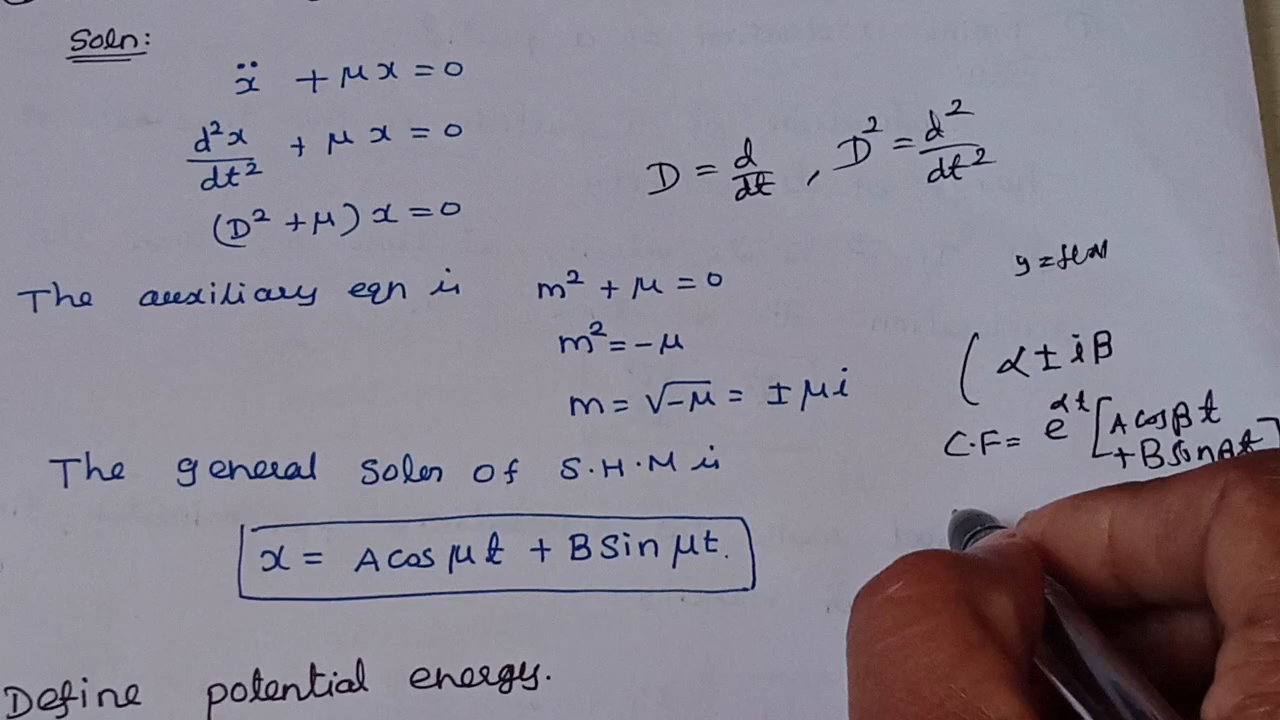 Soln:
ẍ + μx = 0
d²x/dt² + μx = 0
D = d/dt, D² = d²/dt²
(D² + μ) x = 0
The auxiliary eqn is m² + μ = 0
m² = -μ
m = √-μ = ± μi
α ± iβ
C.F = e^αt [A cos βt
+ B sin βt]
The general Soln of S.H.M is
x = A cos μt + B sin μt.
Define potential energy.